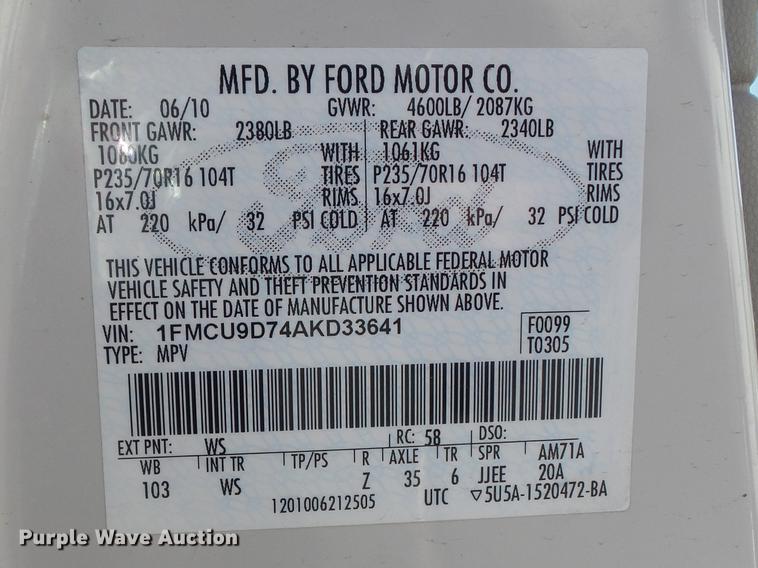 MFD. BY FORD MOTOR CO.
DATE: 06/10 GVWR: 4600LB/ 2087KG
FRONT GAWR: 2380LB REAR GAWR: 2340LB
1080KG WITH 1061KG WITH
P235/70R16 104T TIRES P235/70R16 104T TIRES
16x7.0J RIMS 16x7.0J RIMS
AT 220 kPa/ 32 PSI COLD AT 220 kPa/ 32 PSI COLD
Ford
THIS VEHICLE CONFORMS TO ALL APPLICABLE FEDERAL MOTOR
VEHICLE SAFETY AND THEFT PREVENTION STANDARDS IN
EFFECT ON THE DATE OF MANUFACTURE SHOWN ABOVE.
VIN: 1FMCU9D74AKD33641 F0099
TYPE: MPV T0305
EXT PNT: WS RC: 58 DSO:
WB INT TR TP/PS R AXLE TR SPR AM71A
103 WS Z 35 6 JJEE 20A
1201006212505 UTC ▽5U5A-1520472-BA
Purple Wave Auction